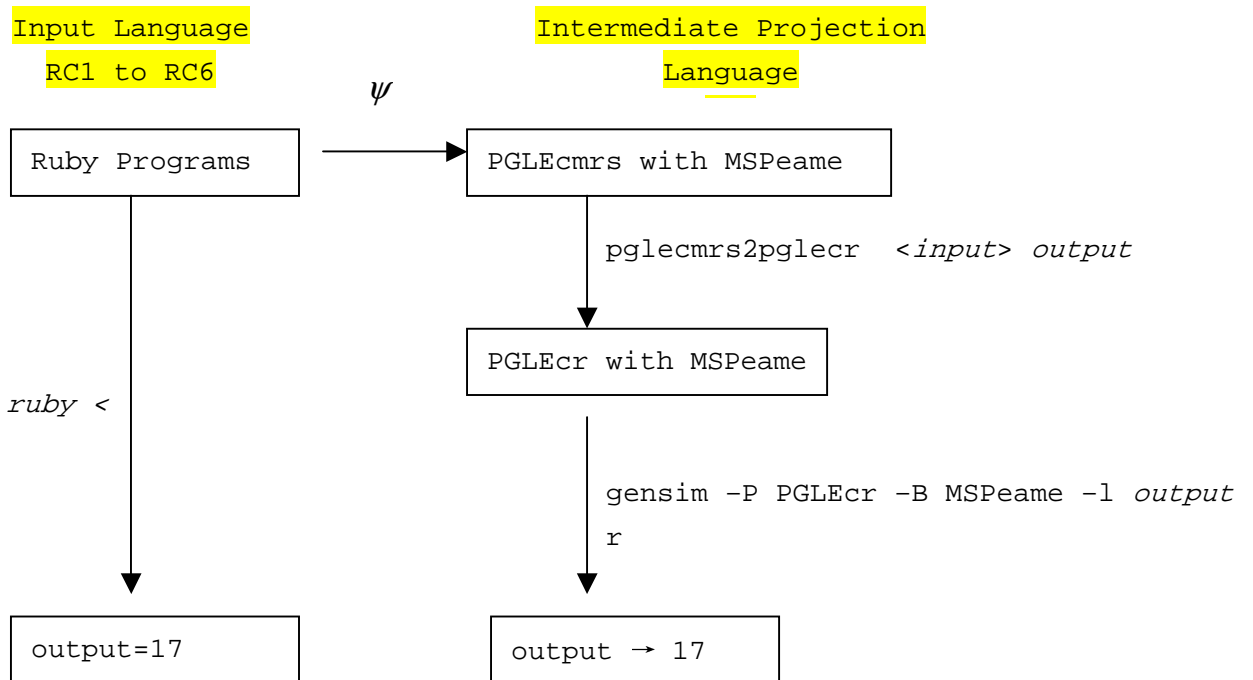 Input Language
RC1 to RC6
Intermediate Projection
Language
ψ
Ruby Programs
PGLEcmrs with MSPeame
pglecmrs2pglecr <input> output
PGLEcr with MSPeame
ruby <
gensim –P PGLEcr –B MSPeame –l output
r
output=17
output → 17